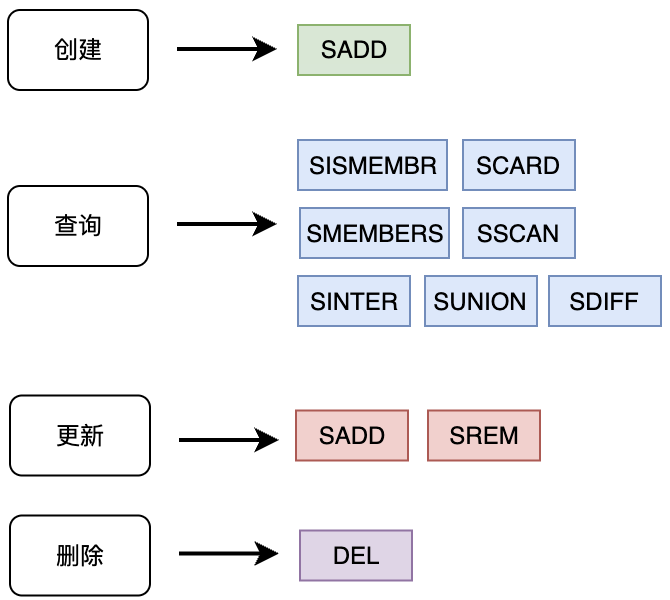 创建
SADD
SISMEMBR
SCARD
查询
SMEMBERS
SSCAN
SINTER
SUNION
SDIFF
更新
SADD
SREM
删除
DEL